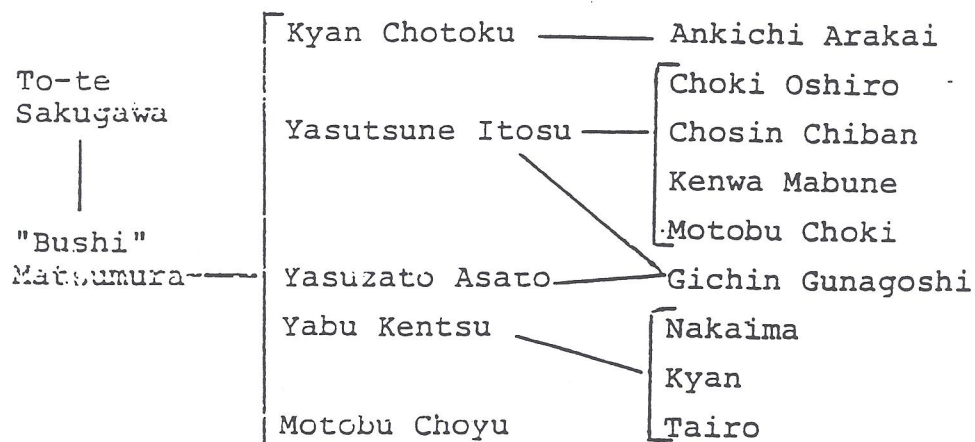 Kyan Chotoku
Ankichi Arakai
To-te
Sakugawa
Choki Oshiro
Yasutsune Itosu
Chosin Chiban
Kenwa Mabune
"Bushi"
Matsumura
Motobu Choki
Yasuzato Asato
Gichin Gunagoshi
Yabu Kentsu
Nakaima
Kyan
Motobu Choyu
Tairo